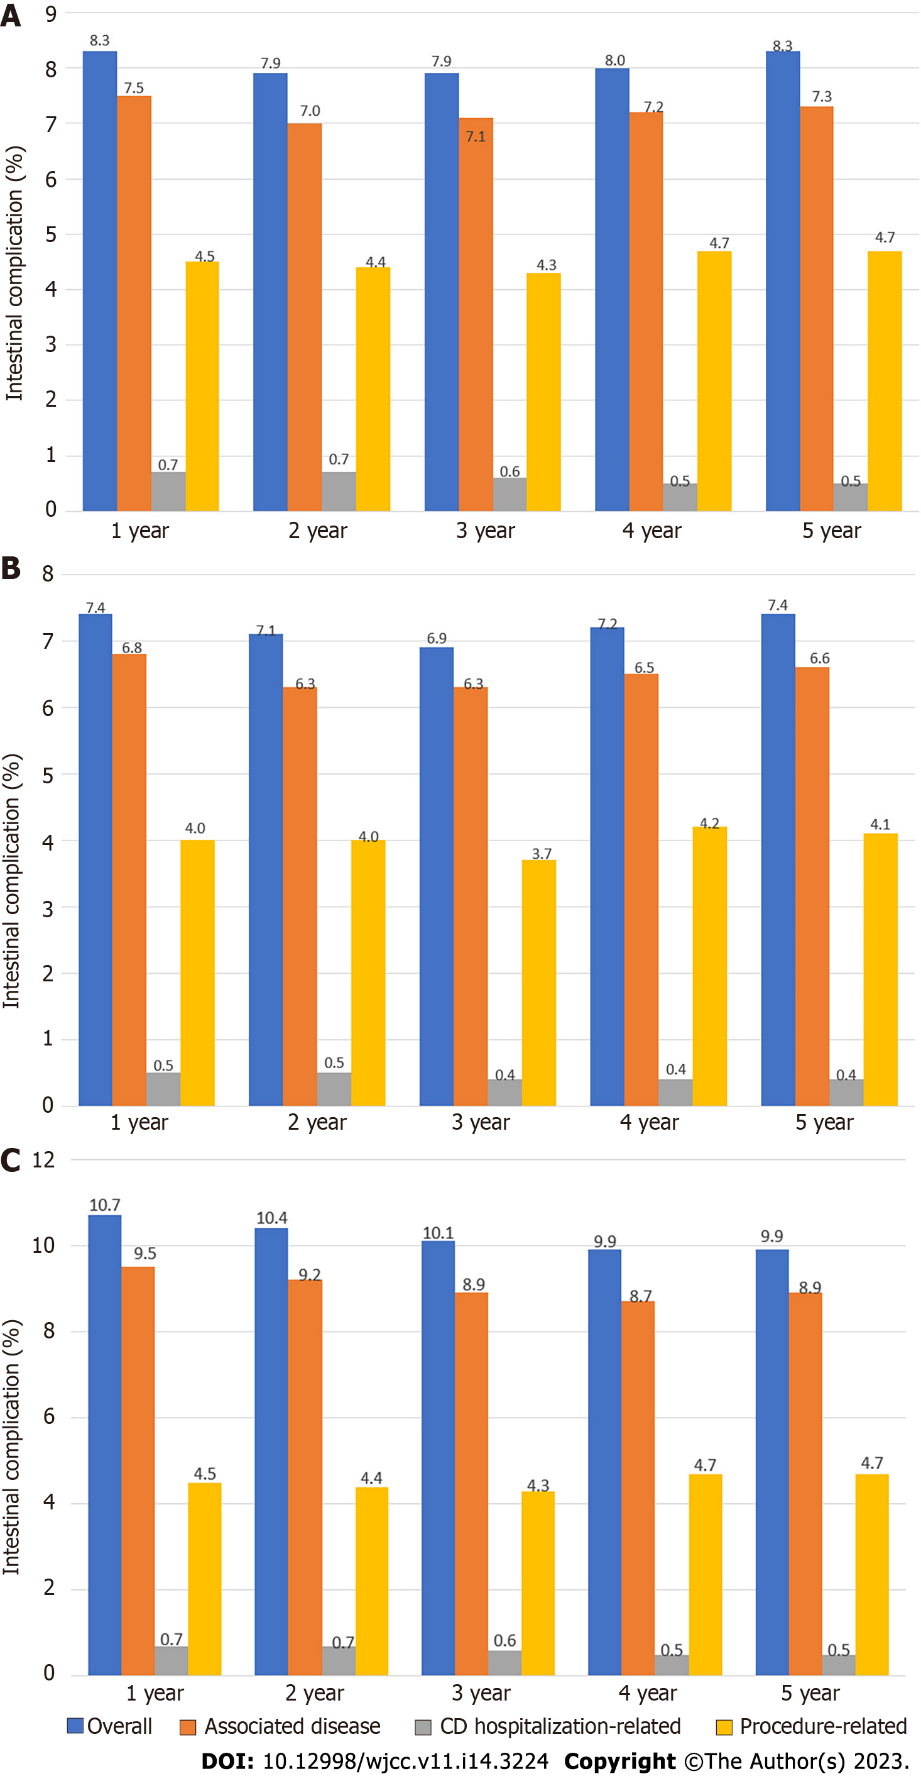 A
Intestinal complication (%)
9
8
7
6
5
4
3
2
1
0
8.3 7.5 0.7 4.5
7.9 7.0 0.7 4.4
7.9 7.1 0.6 4.3
8.0 7.2 0.5 4.7
8.3 7.3 0.5 4.7
1 year 2 year 3 year 4 year 5 year
B
Intestinal complication (%)
8
7
6
5
4
3
2
1
0
7.4 6.8 0.5 4.0
7.1 6.3 0.5 4.0
6.9 6.3 0.4 3.7
7.2 6.5 0.4 4.2
7.4 6.6 0.4 4.1
1 year 2 year 3 year 4 year 5 year
C
Intestinal complication (%)
12
10
8
6
4
2
0
10.7 9.5 0.7 4.5
10.4 9.2 0.7 4.4
10.1 8.9 0.6 4.3
9.9 8.7 0.5 4.7
9.9 8.9 0.5 4.7
1 year 2 year 3 year 4 year 5 year
Overall Associated disease CD hospitalization-related Procedure-related
DOI: 10.12998/wjcc.v11.i14.3224 Copyright ©The Author(s) 2023.